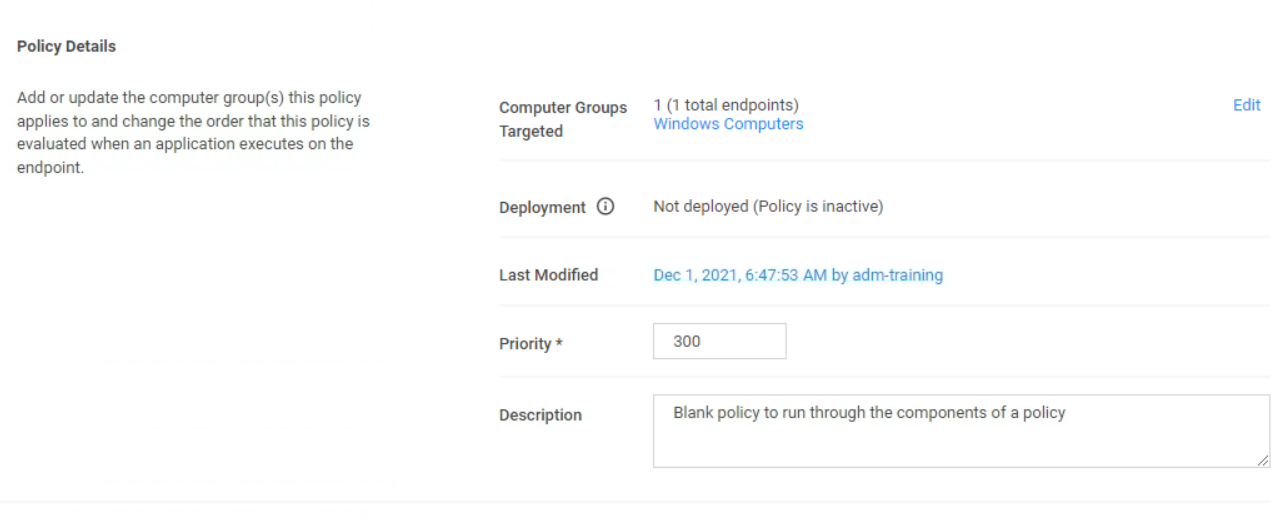 Policy Details
Add or update the computer group(s) this policy
applies to and change the order that this policy is
evaluated when an application executes on the
endpoint.
Computer Groups
Targeted
1 (1 total endpoints)
Windows Computers
Edit
Deployment
Not deployed (Policy is inactive)
Last Modified
Dec 1, 2021, 6:47:53 AM by adm-training
Priority *
300
Description
Blank policy to run through the components of a policy